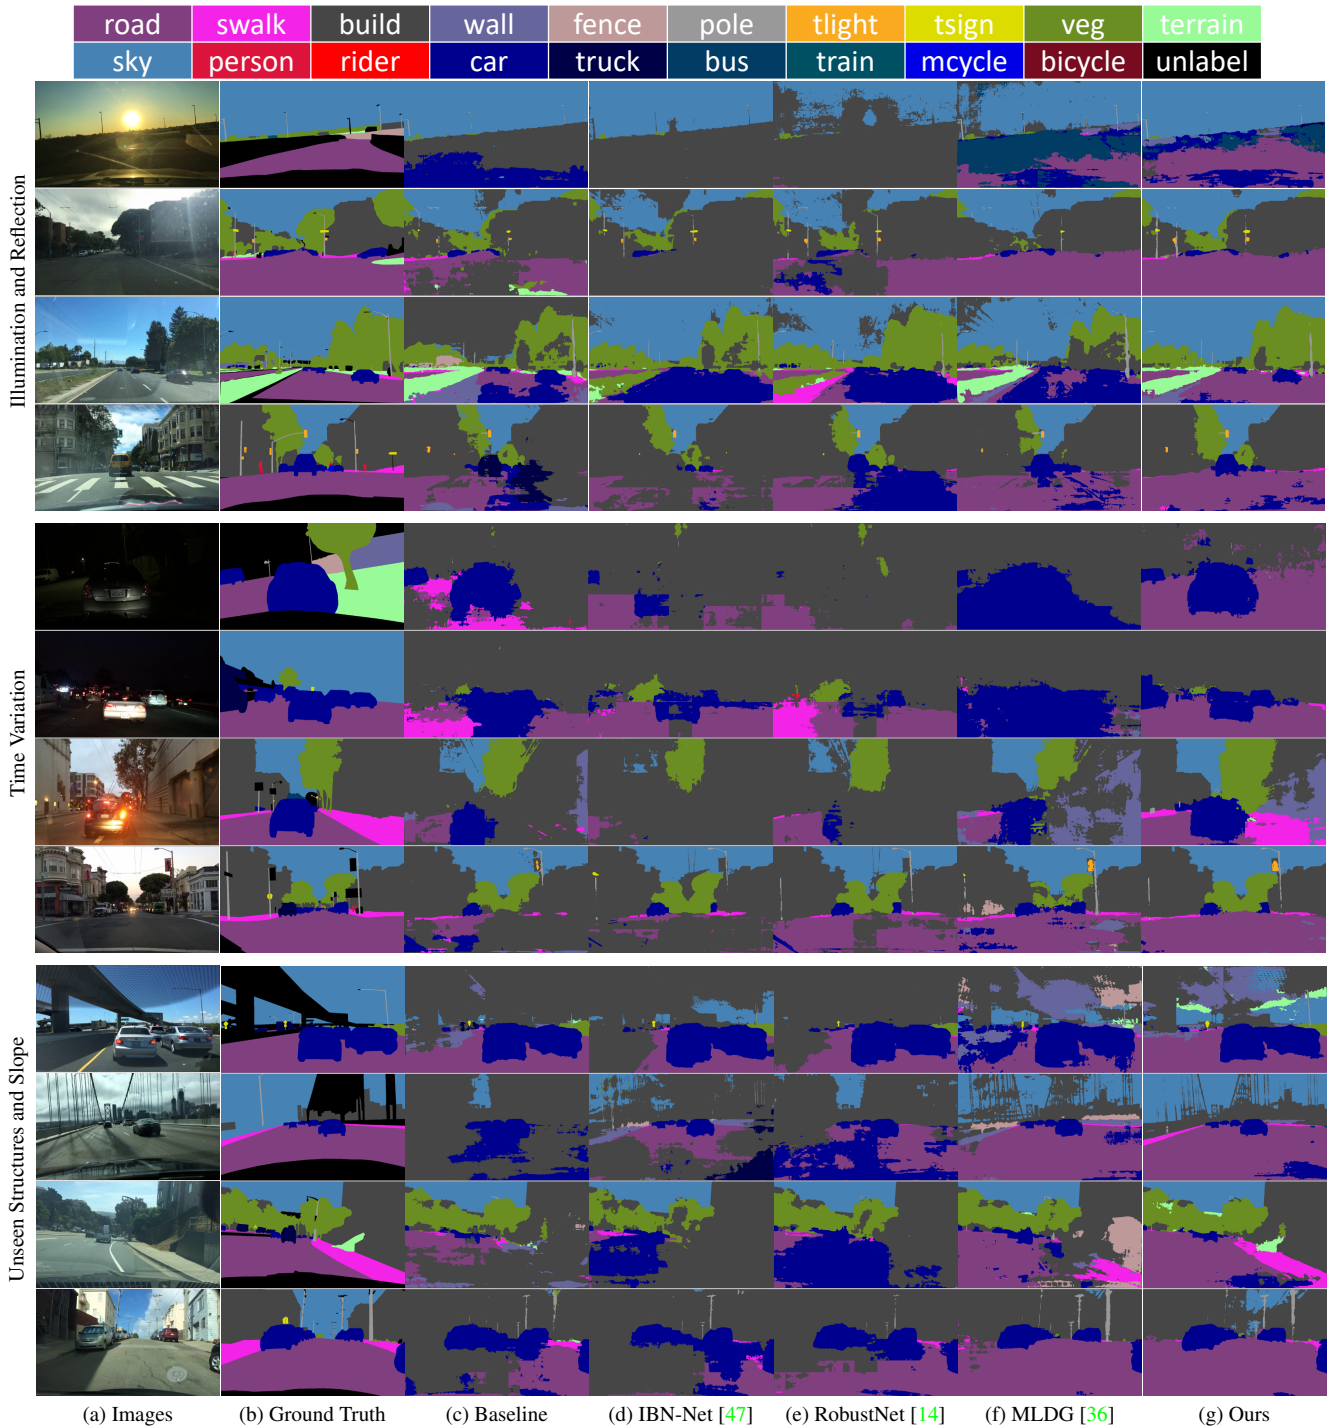 road swalk build wall fence pole tlight tsign veg terrain
sky person rider car truck bus train mcycle bicycle unlabel
Illumination and Reflection
Time Variation
Unseen Structures and Slope
(a) Images (b) Ground Truth (c) Baseline (d) IBN-Net [47] (e) RobustNet [14] (f) MLDG [36] (g) Ours